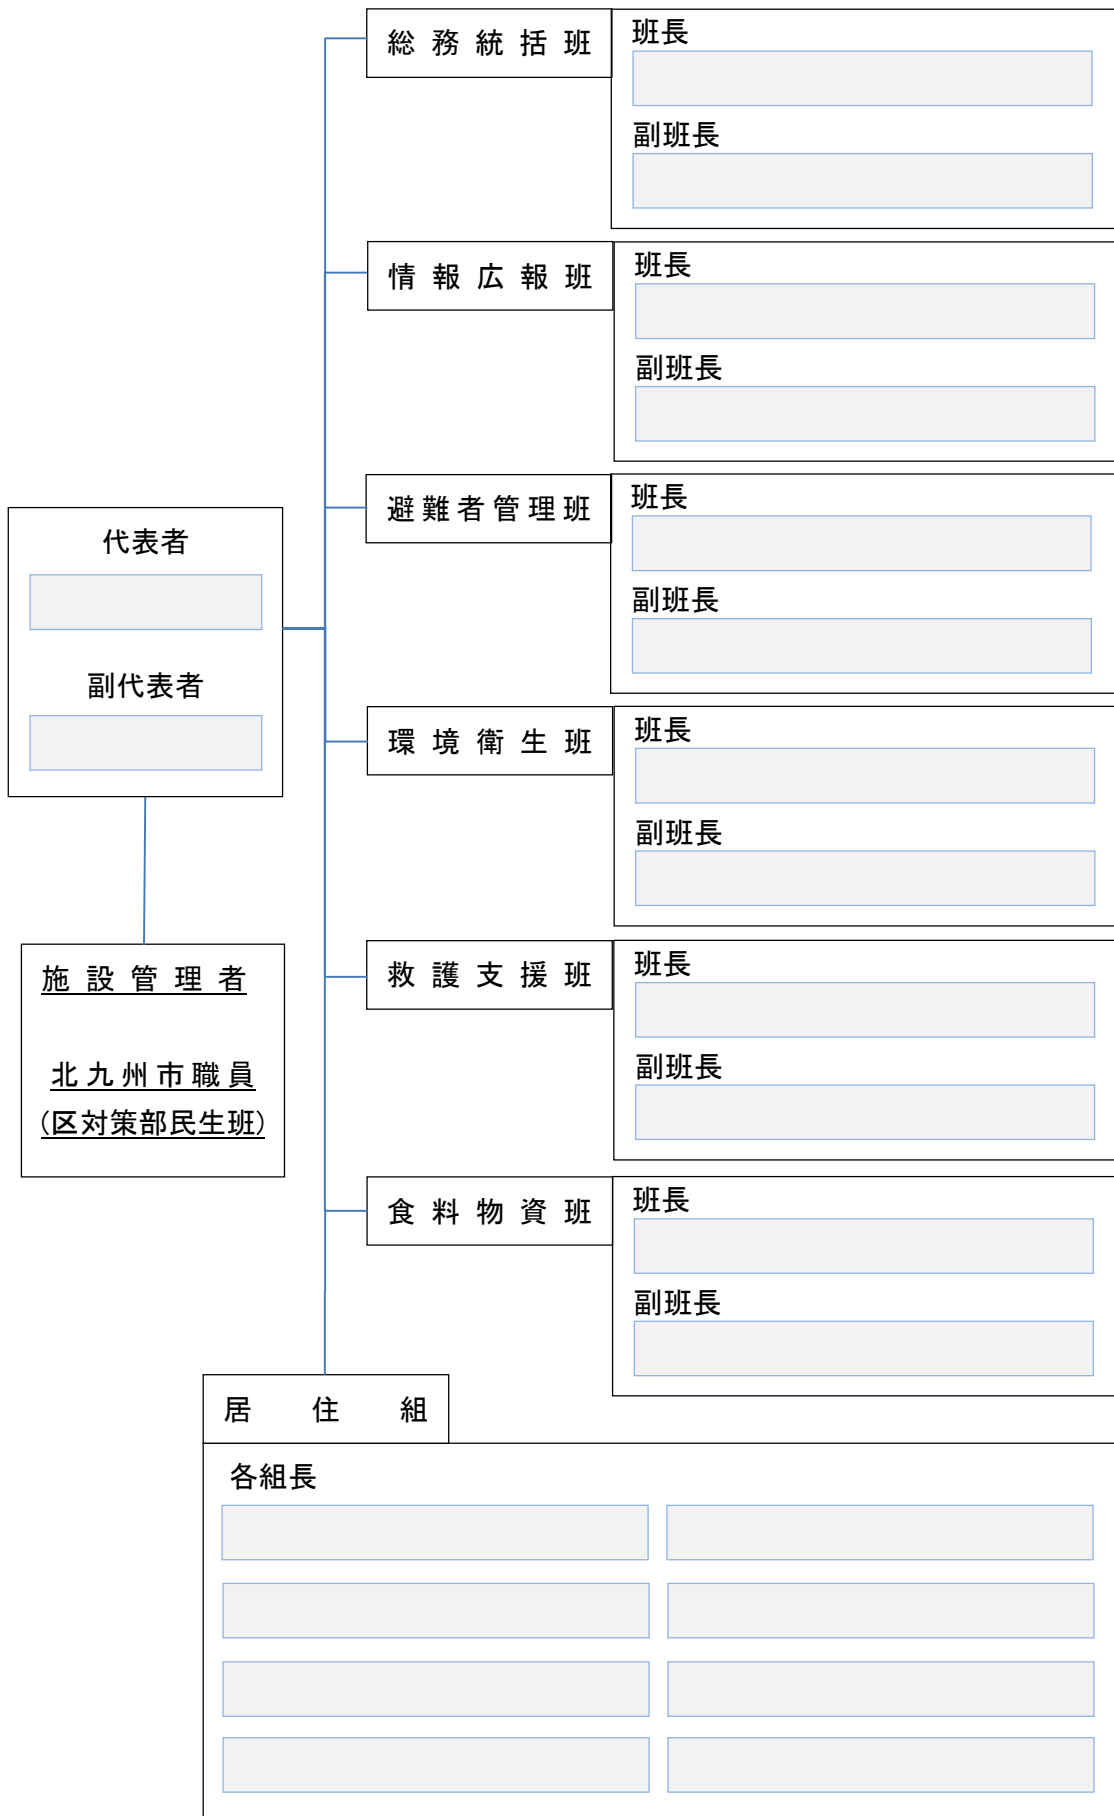 総務統括班
班長
副班長
情報広報班
班長
副班長
避難者管理班
班長
副班長
代表者
副代表者
環境衛生班
班長
副班長
施設管理者
北九州市職員
(区対策部民生班)
救護支援班
班長
副班長
食料物資班
班長
副班長
居住組
各組長